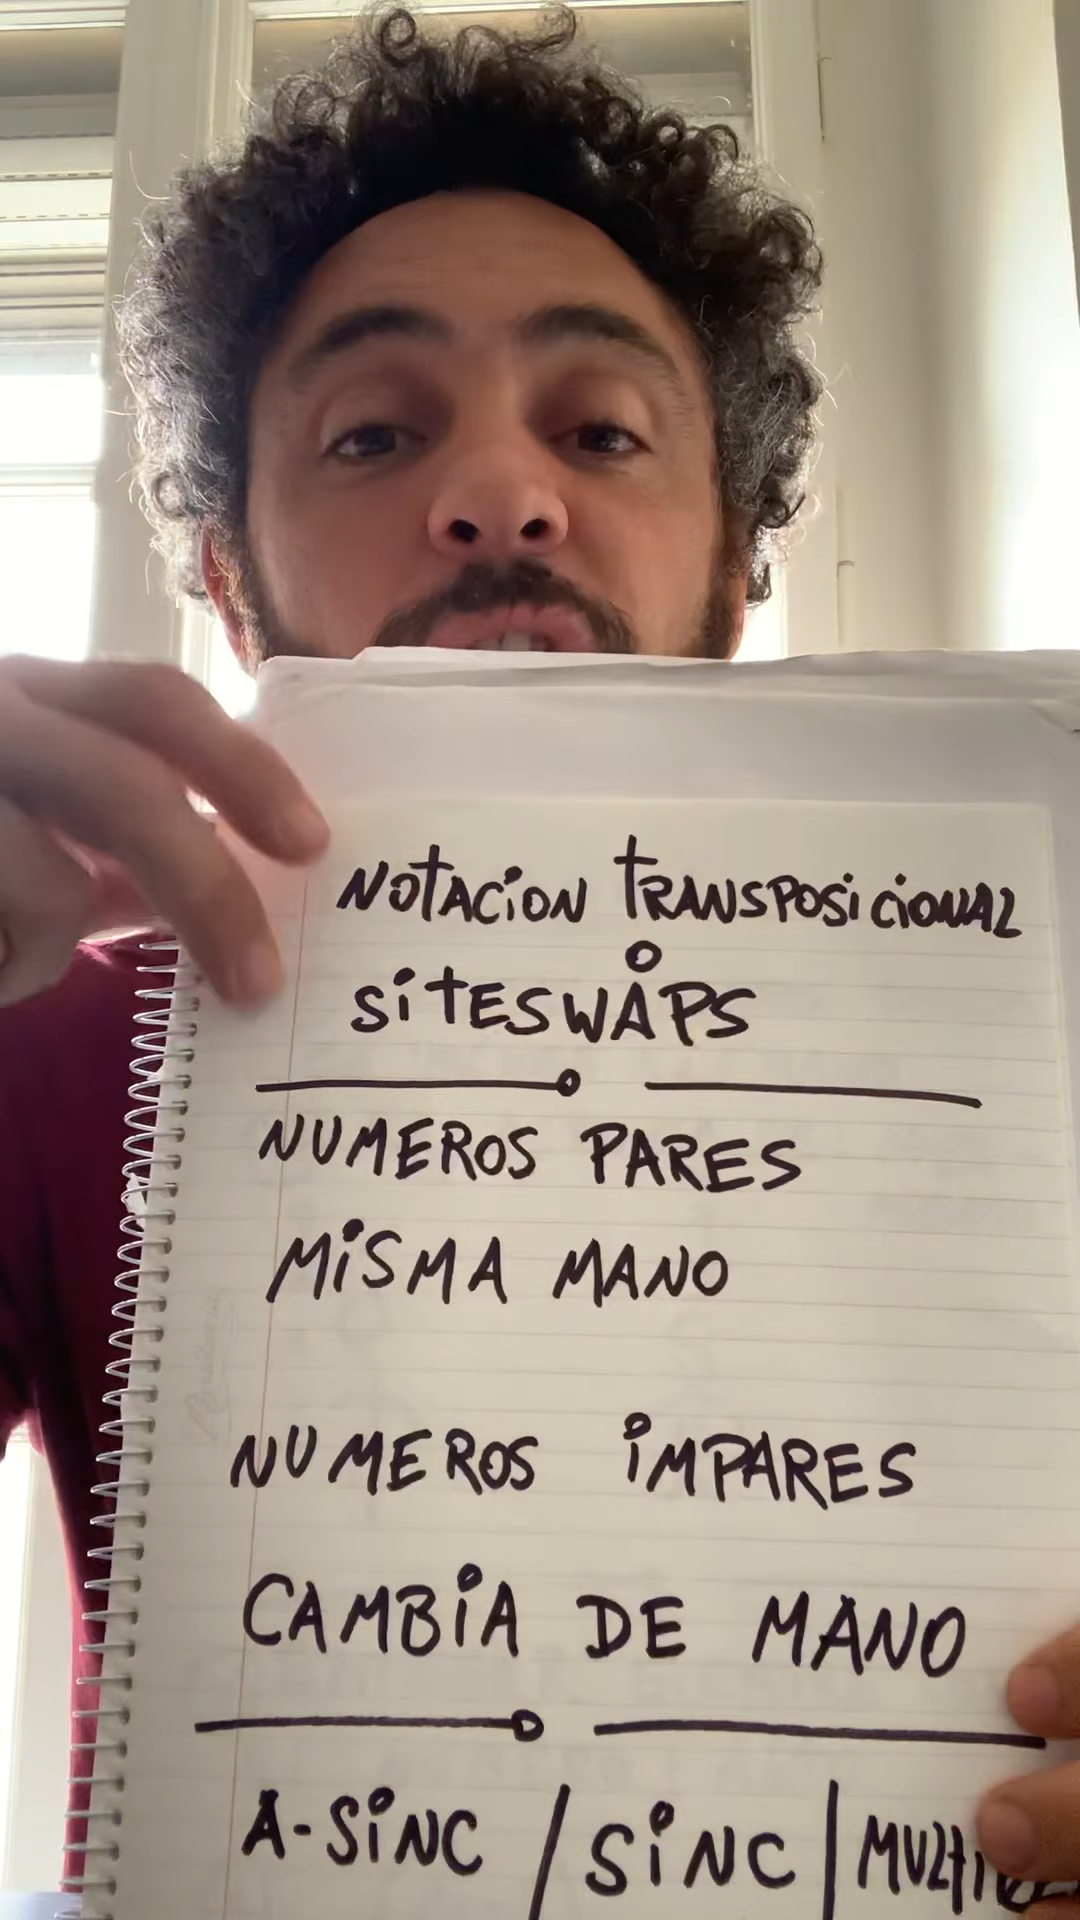 NOTACION TRANSPOSICIONAL
O
SITESWAPS
NUMEROS PARES
MISMA MANO
NUMEROS IMPARES
CAMBIA DE MANO
A-SINC / SINC |